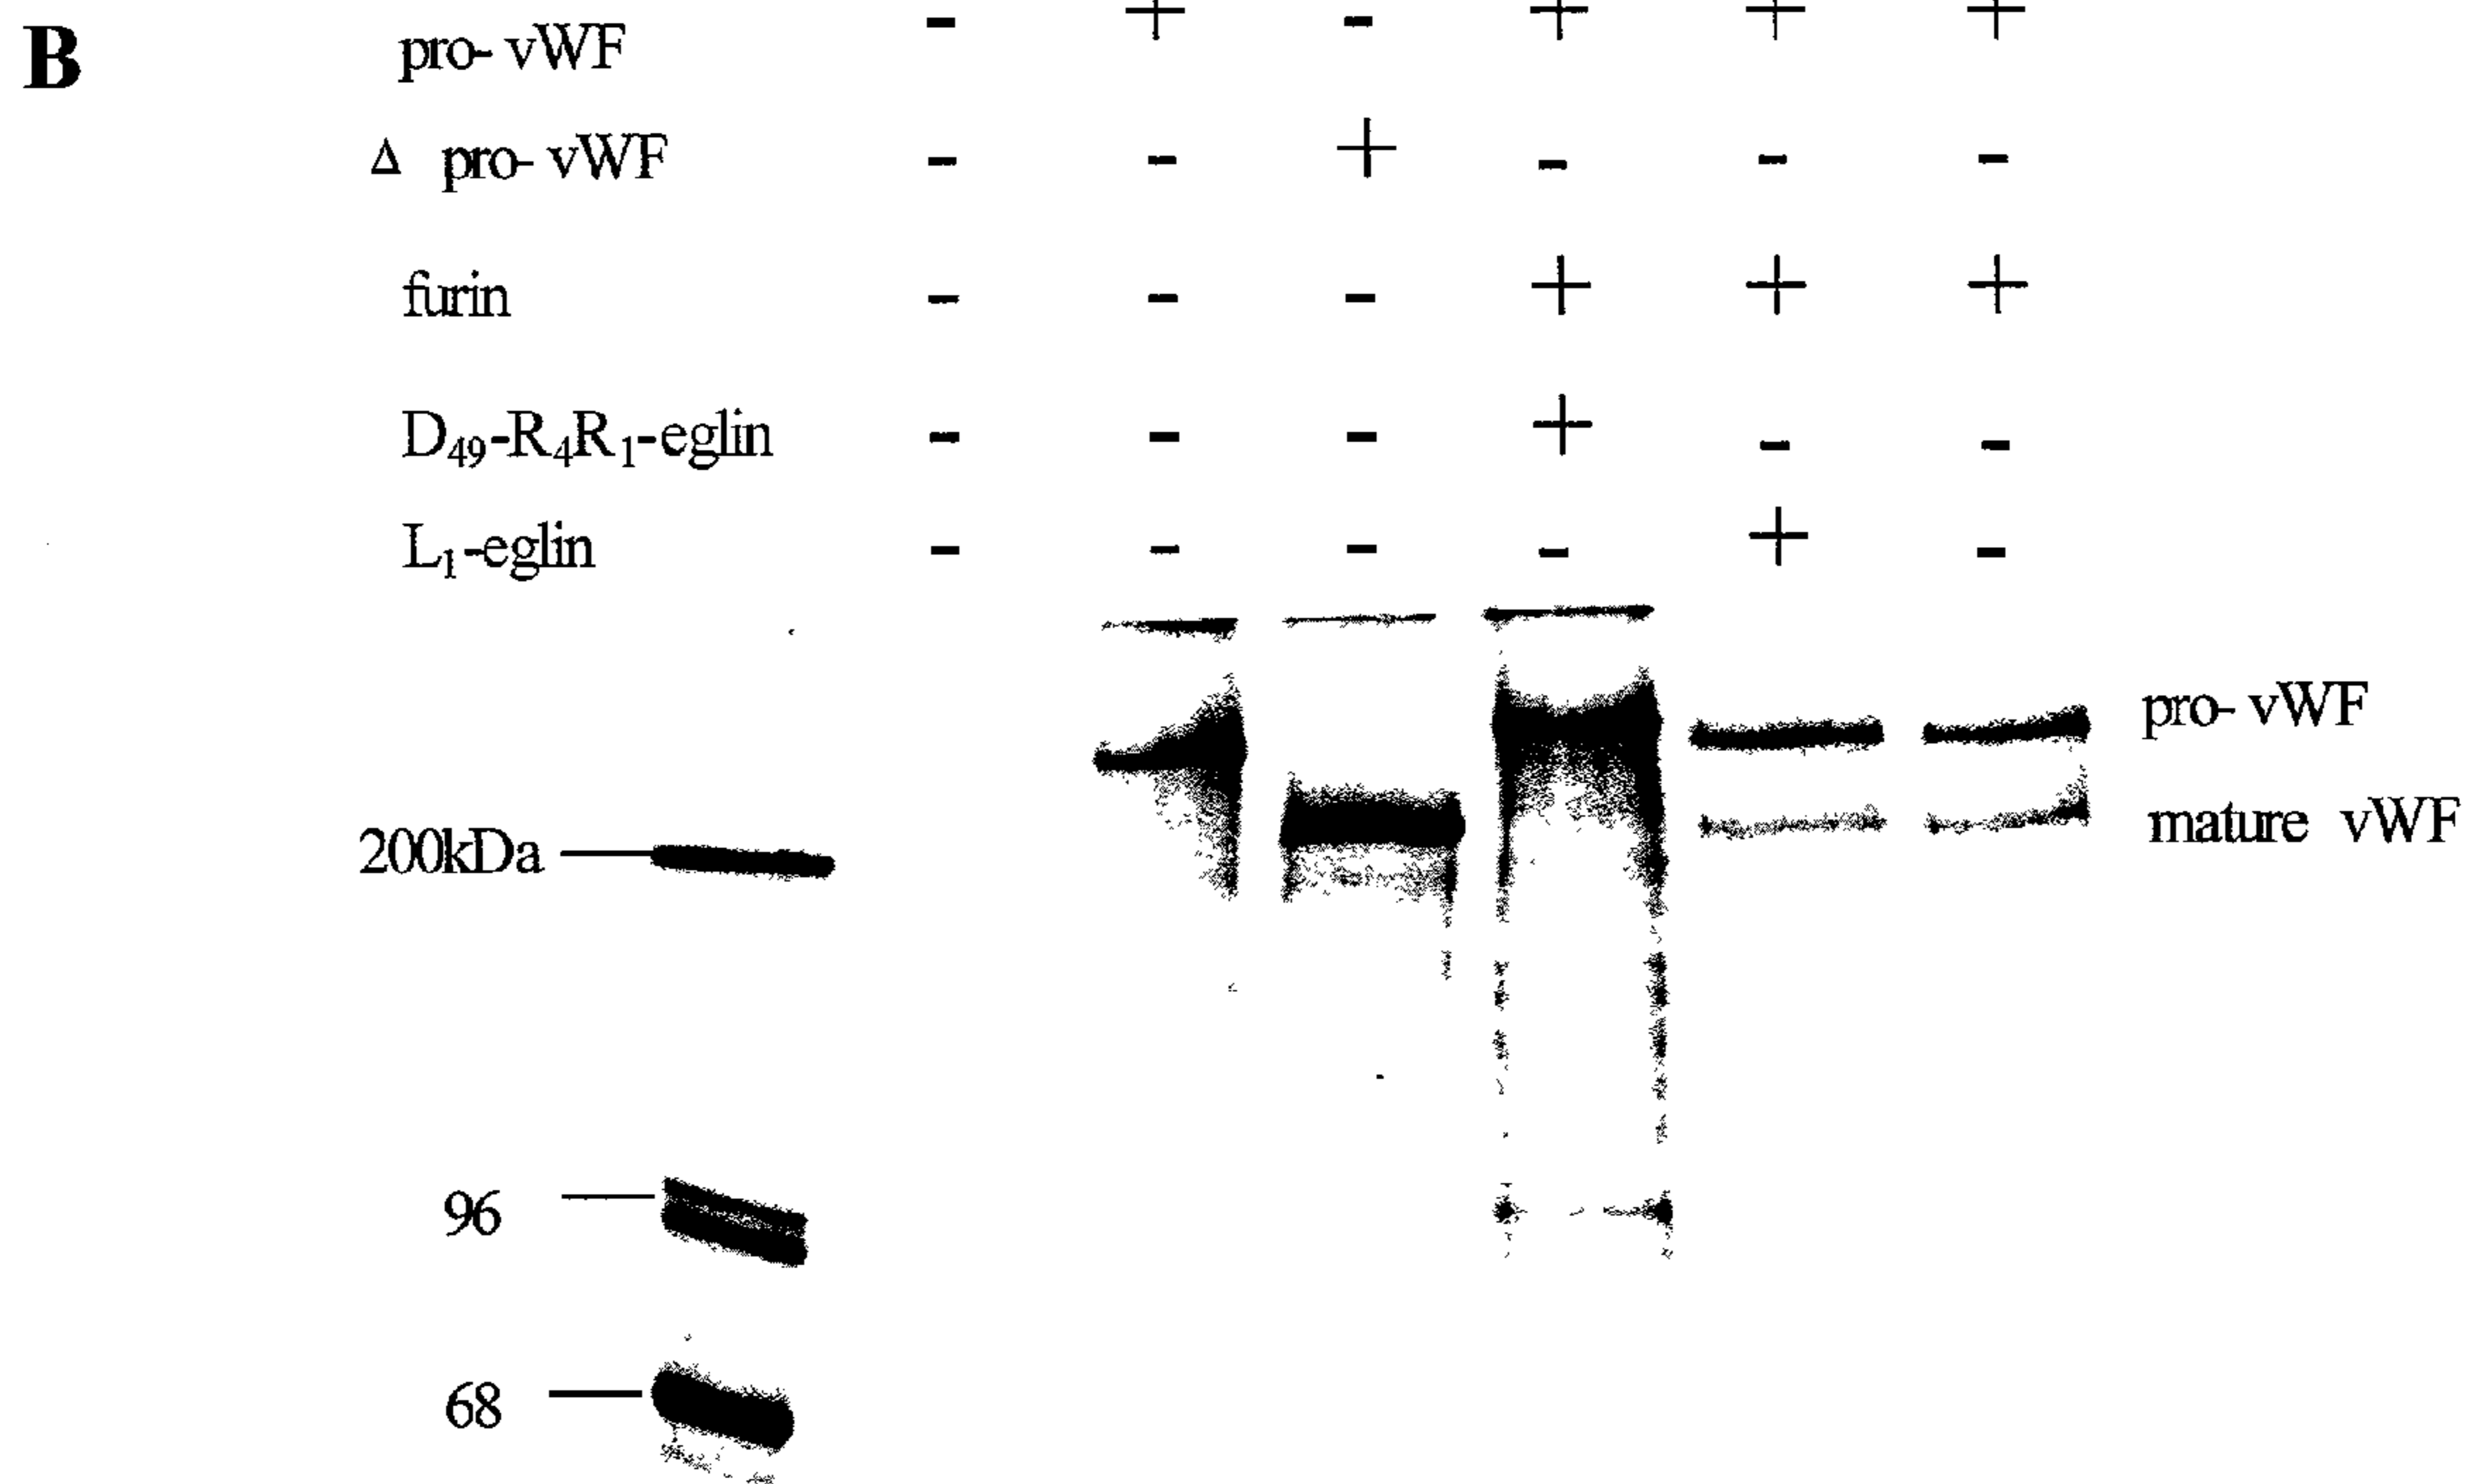 B
pro- vWF - + - + + +
Δ pro- vWF - - + - - -
furin - - - + + +
D49-R4R1-eglin - - - + - -
L1-eglin - - - - + -
pro- vWF
mature vWF
200kDa
96
68